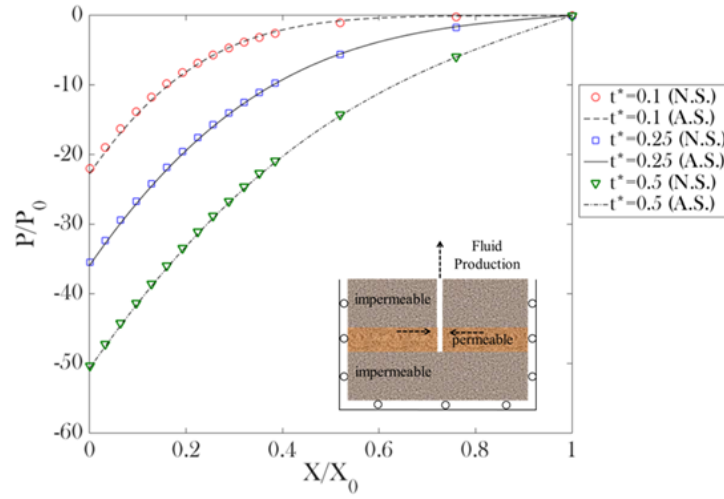 0
-10
-20
-30
-40
-50
-60
P/P0
0
0.2
0.4
0.6
0.8
1
X/X0
t*=0.1 (N.S.)
t*=0.1 (A.S.)
t*=0.25 (N.S.)
t*=0.25 (A.S.)
t*=0.5 (N.S.)
t*=0.5 (A.S.)
Fluid
Production
impermeable
permeable
impermeable